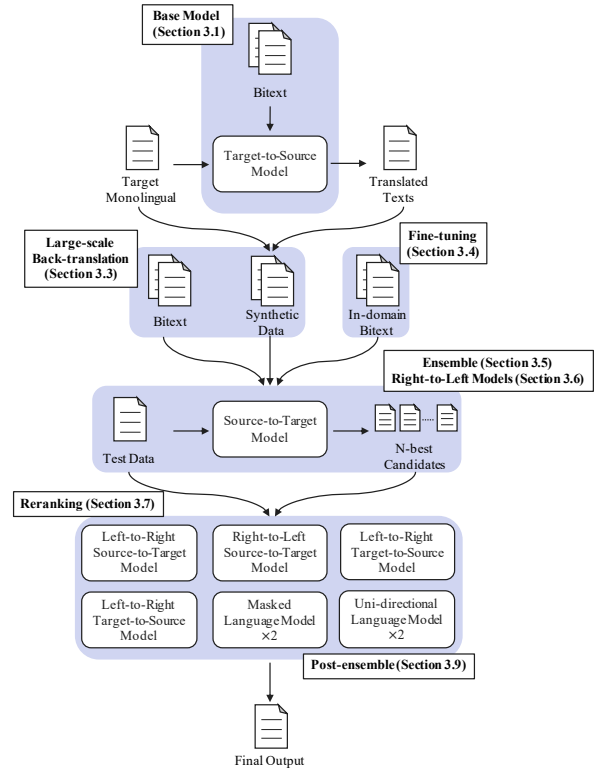 Base Model
(Section 3.1)
Bitext
Target-to-Source
Model
Target
Monolingual
Translated
Texts
Large-scale
Back-translation
(Section 3.3)
Fine-tuning
(Section 3.4)
Bitext
Synthetic
Data
In-domain
Bitext
Ensemble (Section 3.5)
Right-to-Left Models (Section 3.6)
Test Data
Source-to-Target
Model
......
N-best
Candidates
Reranking (Section 3.7)
Left-to-Right
Source-to-Target
Model
Right-to-Left
Source-to-Target
Model
Left-to-Right
Target-to-Source
Model
Left-to-Right
Target-to-Source
Model
Masked
Language Model
×2
Uni-directional
Language Model
×2
Post-ensemble (Section 3.9)
Final Output